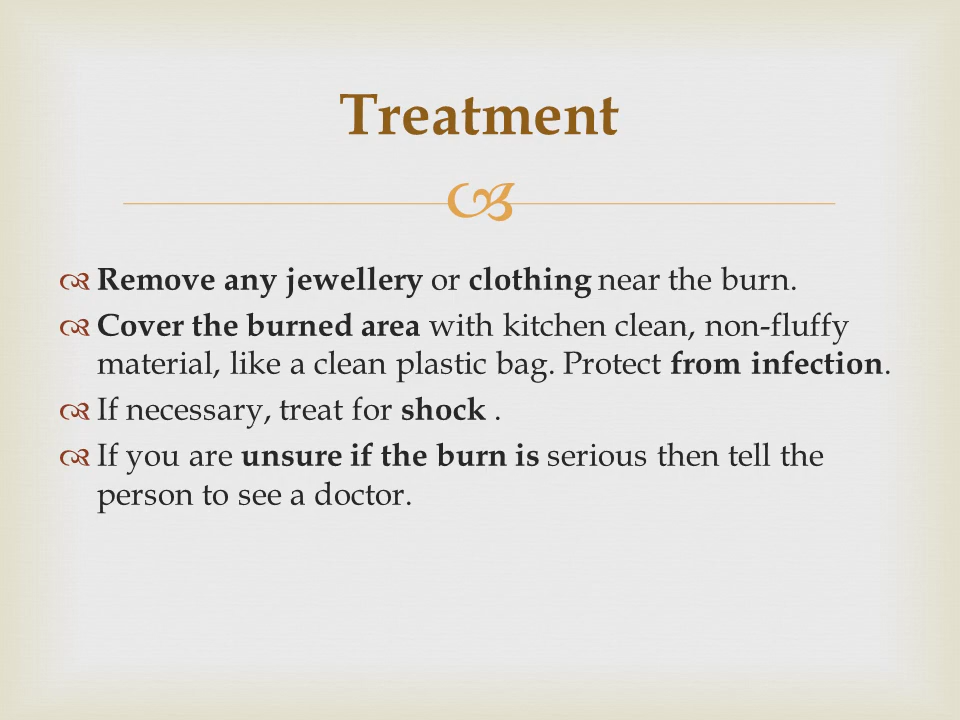 Treatment
Remove any jewellery or clothing near the burn.
Cover the burned area with kitchen clean, non-fluffy
material, like a clean plastic bag. Protect from infection.
If necessary, treat for shock .
If you are unsure if the burn is serious then tell the
person to see a doctor.